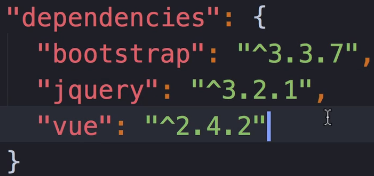 "dependencies": {
"bootstrap": "^3.3.7",
"jquery": "^3.2.1",
"vue": "^2.4.2"
}